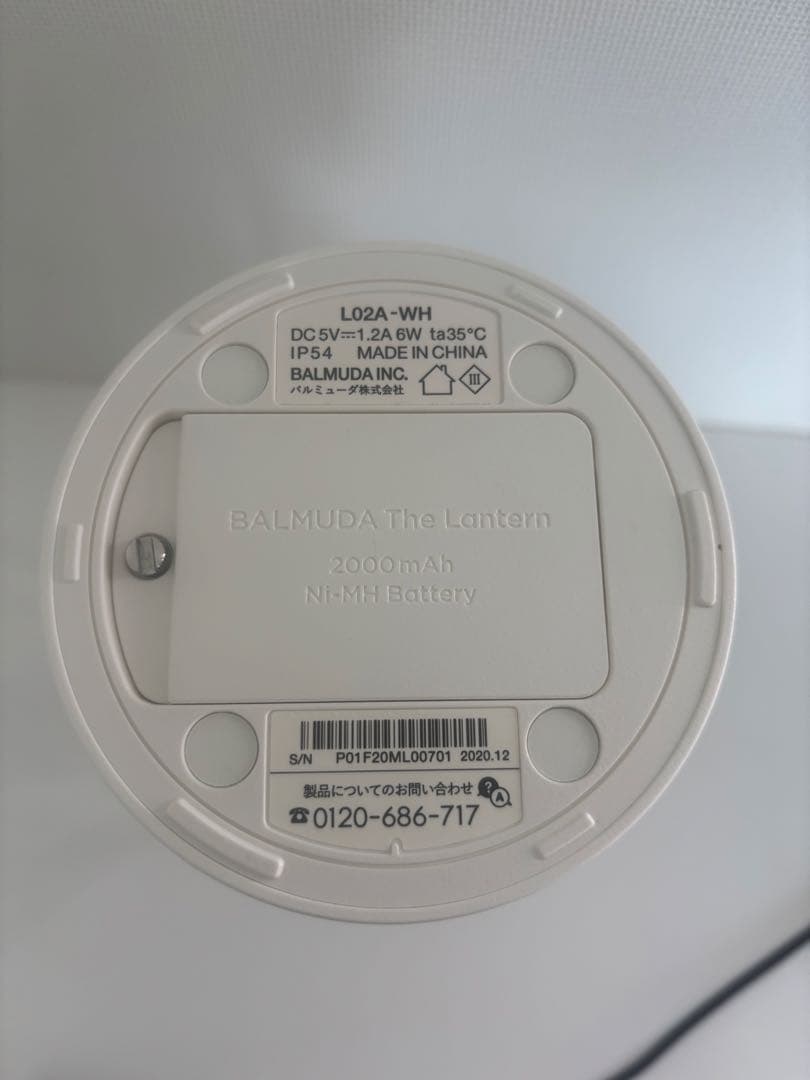 L02A-WH
DC 5V⎓1.2A 6W ta35°C
IP54 MADE IN CHINA
BALMUDA INC.
バルミューダ株式会社
III
BALMUDA The Lantern
2000mAh
Ni-MH Battery
S/N P01F20ML00701 2020.12
製品についてのお問い合わせ ? A
☎0120-686-717